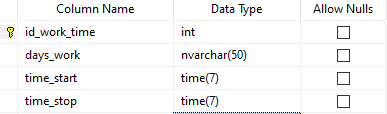 Column Name Data Type Allow Nulls
id_work_time int
days_work nvarchar(50)
time_start time(7)
time_stop time(7)